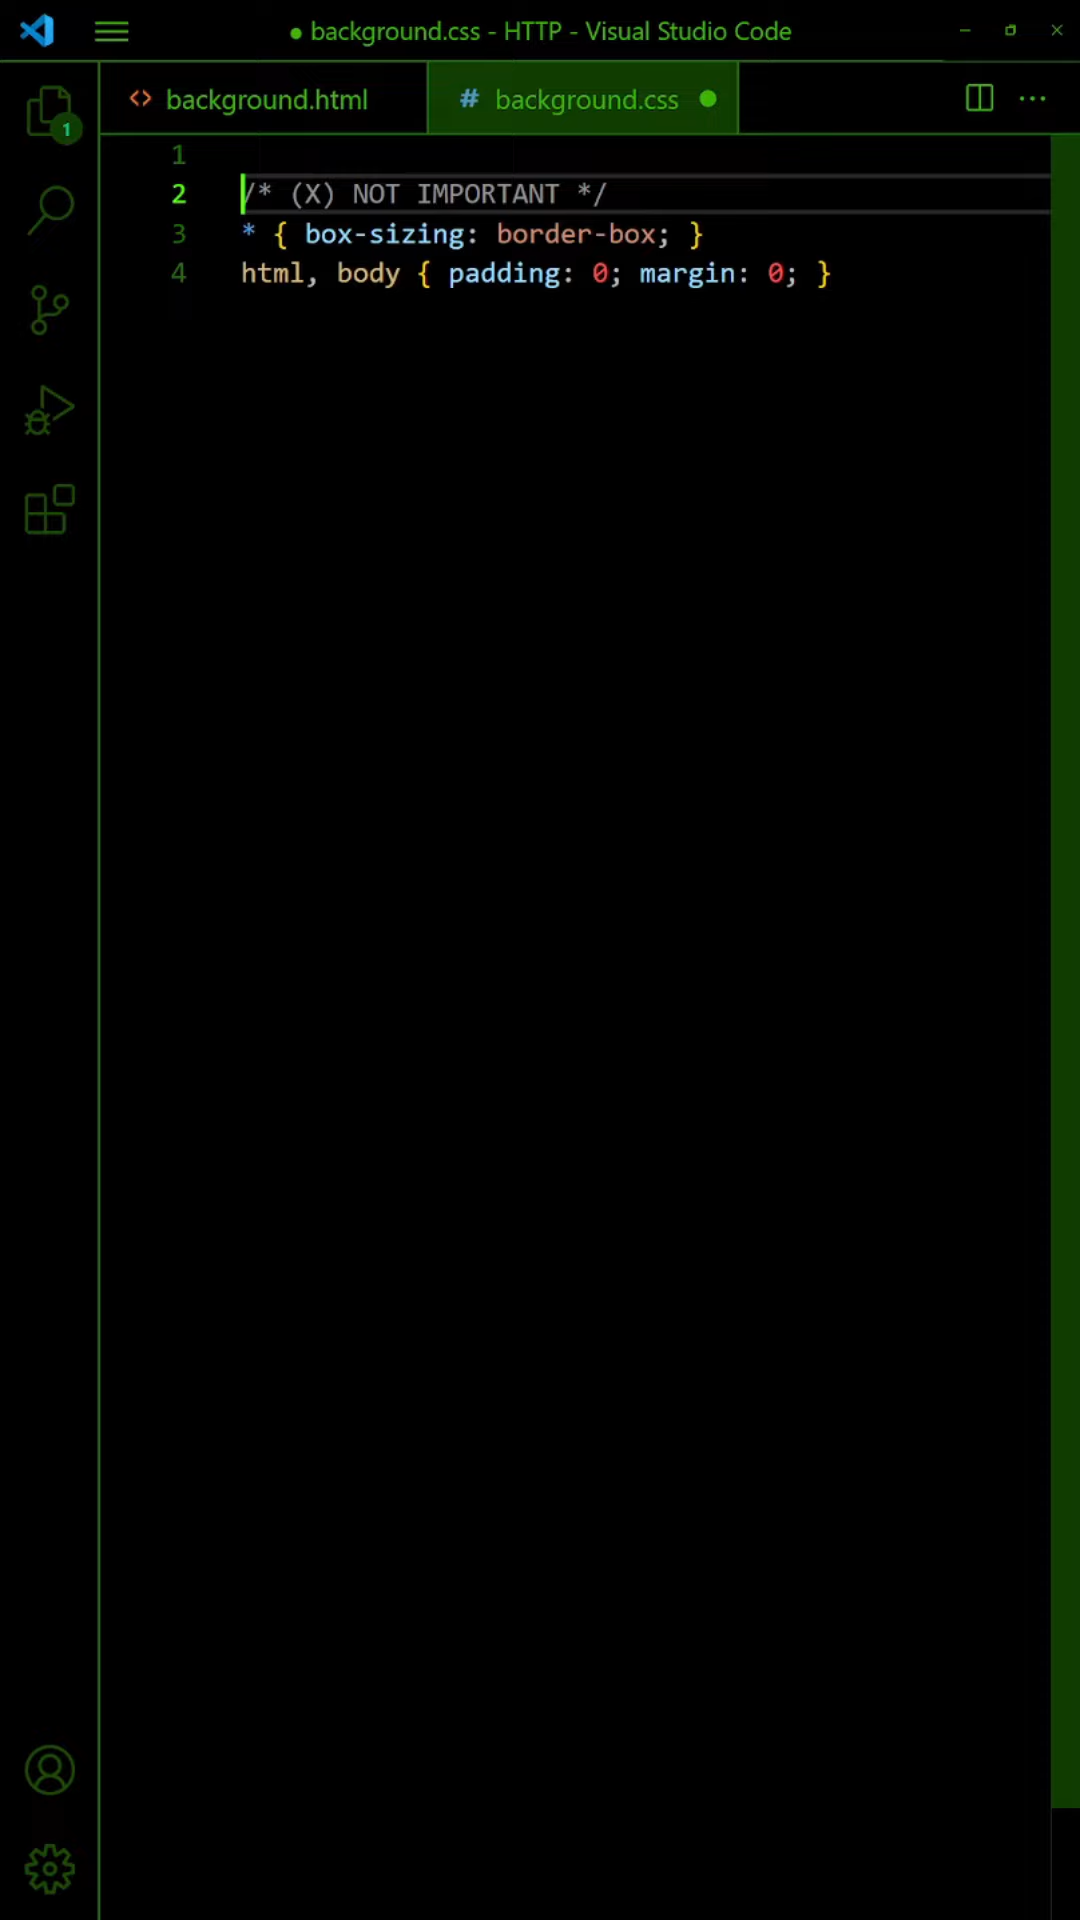 ● background.css - HTTP - Visual Studio Code
background.html
# background.css ●
1
1
2 /* (X) NOT IMPORTANT */
3 * { box-sizing: border-box; }
4 html, body { padding: 0; margin: 0; }